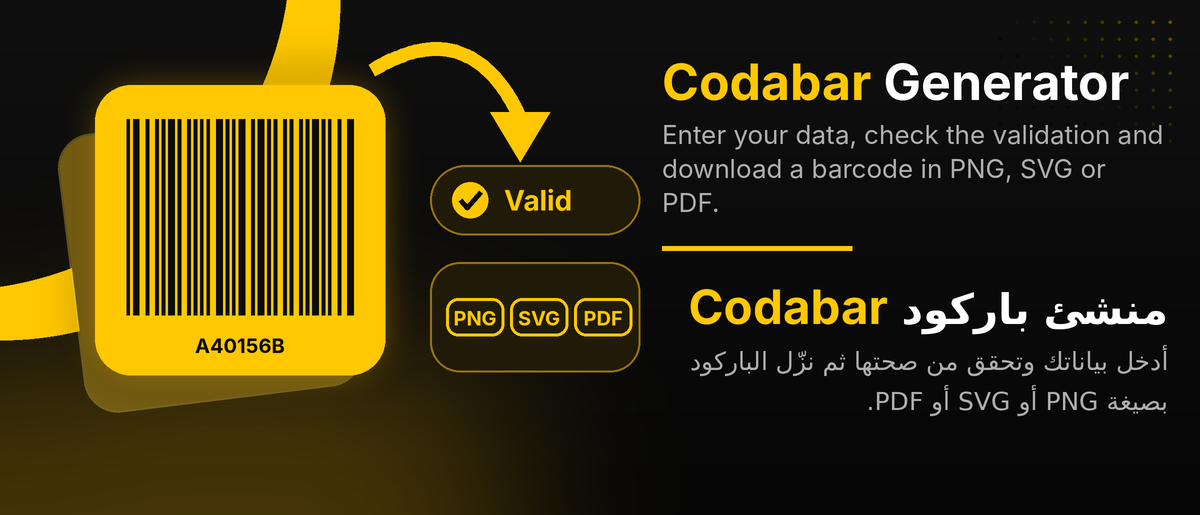 A40156B
Valid
PNG SVG PDF
Codabar Generator
Enter your data, check the validation and
download a barcode in PNG, SVG or
PDF.
منشئ باركود Codabar
أدخل بياناتك وتحقق من صحتها ثم نزّل الباركود
بصيغة PNG أو SVG أو PDF.